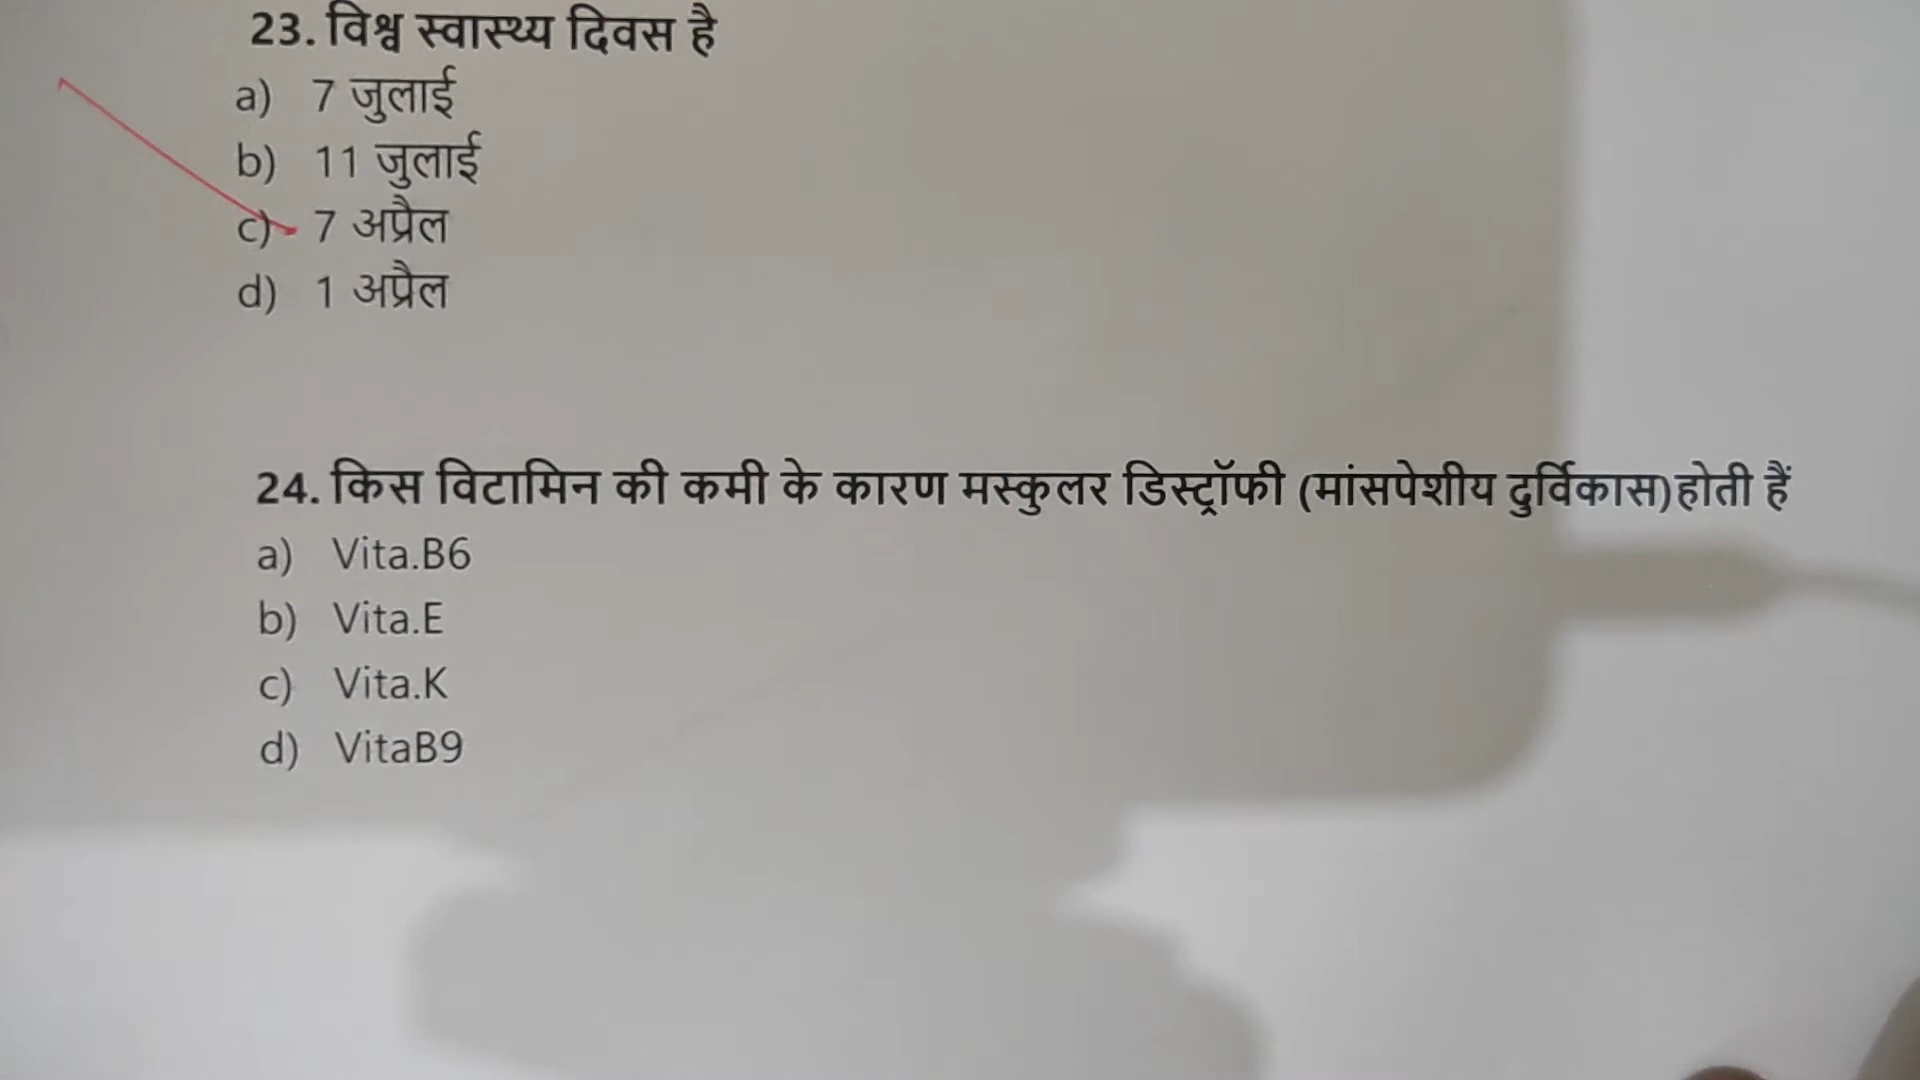 23. विश्व स्वास्थ्य दिवस है
a) 7 जुलाई
b) 11 जुलाई
c) 7 अप्रैल
d) 1 अप्रैल
24. किस विटामिन की कमी के कारण मस्कुलर डिस्ट्रॉफी (मांसपेशीय दुर्विकास)होती हैं
a) Vita.B6
b) Vita.E
c) Vita.K
d) VitaB9